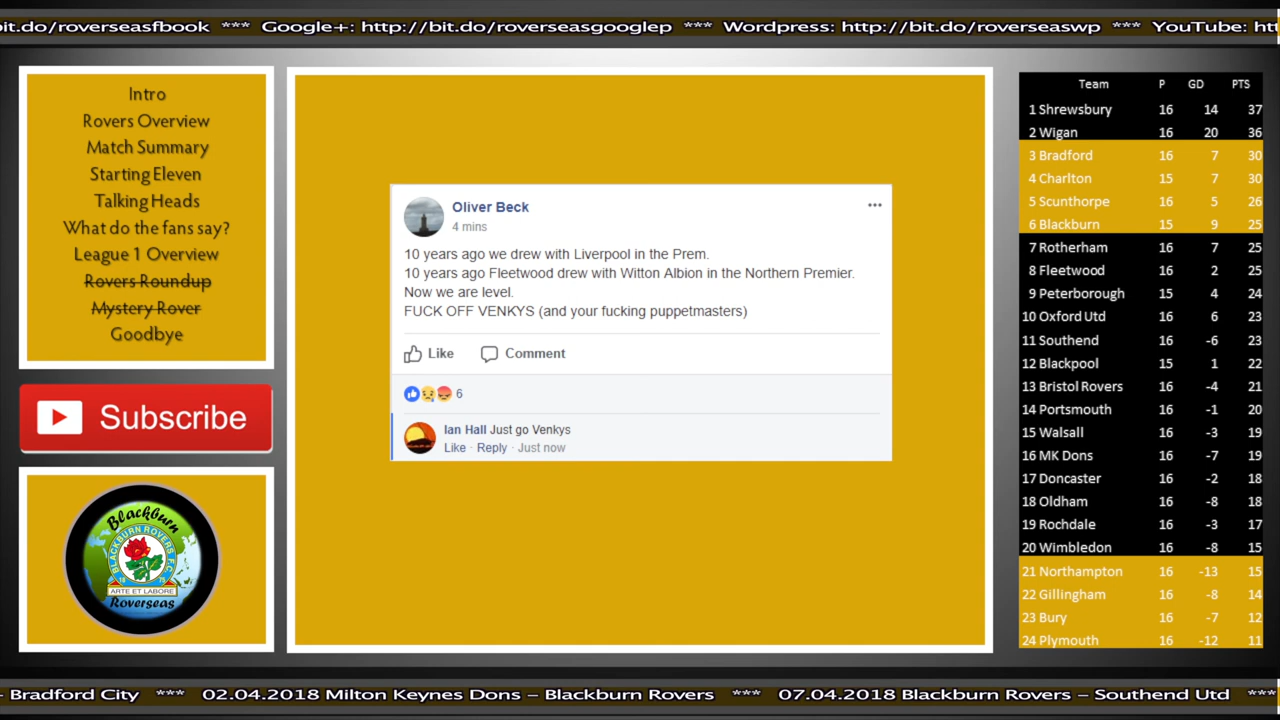 it.do/roverseasfbook *** Google+: http://bit.do/roverseasgooglep *** Wordpress: http://bit.do/roverseaswp *** YouTube: htt
Intro
Rovers Overview
Match Summary
Starting Eleven
Talking Heads
What do the fans say?
League 1 Overview
Rovers Roundup
Mystery Rover
Goodbye
Subscribe
Blackburn
BLACKBURN ROVERS F.C.
18 75
ARTE ET LABORE
Roverseas
Oliver Beck
4 mins
10 years ago we drew with Liverpool in the Prem.
10 years ago Fleetwood drew with Witton Albion in the Northern Premier.
Now we are level.
FUCK OFF VENKYS (and your fucking puppetmasters)
Like Comment
6
Ian Hall Just go Venkys
Like · Reply · Just now
Team P GD PTS
1 Shrewsbury 16 14 37
2 Wigan 16 20 36
3 Bradford 16 7 30
4 Charlton 15 7 30
5 Scunthorpe 16 5 26
6 Blackburn 15 9 25
7 Rotherham 16 7 25
8 Fleetwood 16 2 25
9 Peterborough 15 4 24
10 Oxford Utd 16 6 23
11 Southend 16 -6 23
12 Blackpool 15 1 22
13 Bristol Rovers 16 -4 21
14 Portsmouth 16 -1 20
15 Walsall 16 -3 19
16 MK Dons 16 -7 19
17 Doncaster 16 -2 18
18 Oldham 16 -8 18
19 Rochdale 16 -3 17
20 Wimbledon 16 -8 15
21 Northampton 16 -13 15
22 Gillingham 16 -8 14
23 Bury 16 -7 12
24 Plymouth 16 -12 11
– Bradford City *** 02.04.2018 Milton Keynes Dons – Blackburn Rovers *** 07.04.2018 Blackburn Rovers – Southend Utd ***